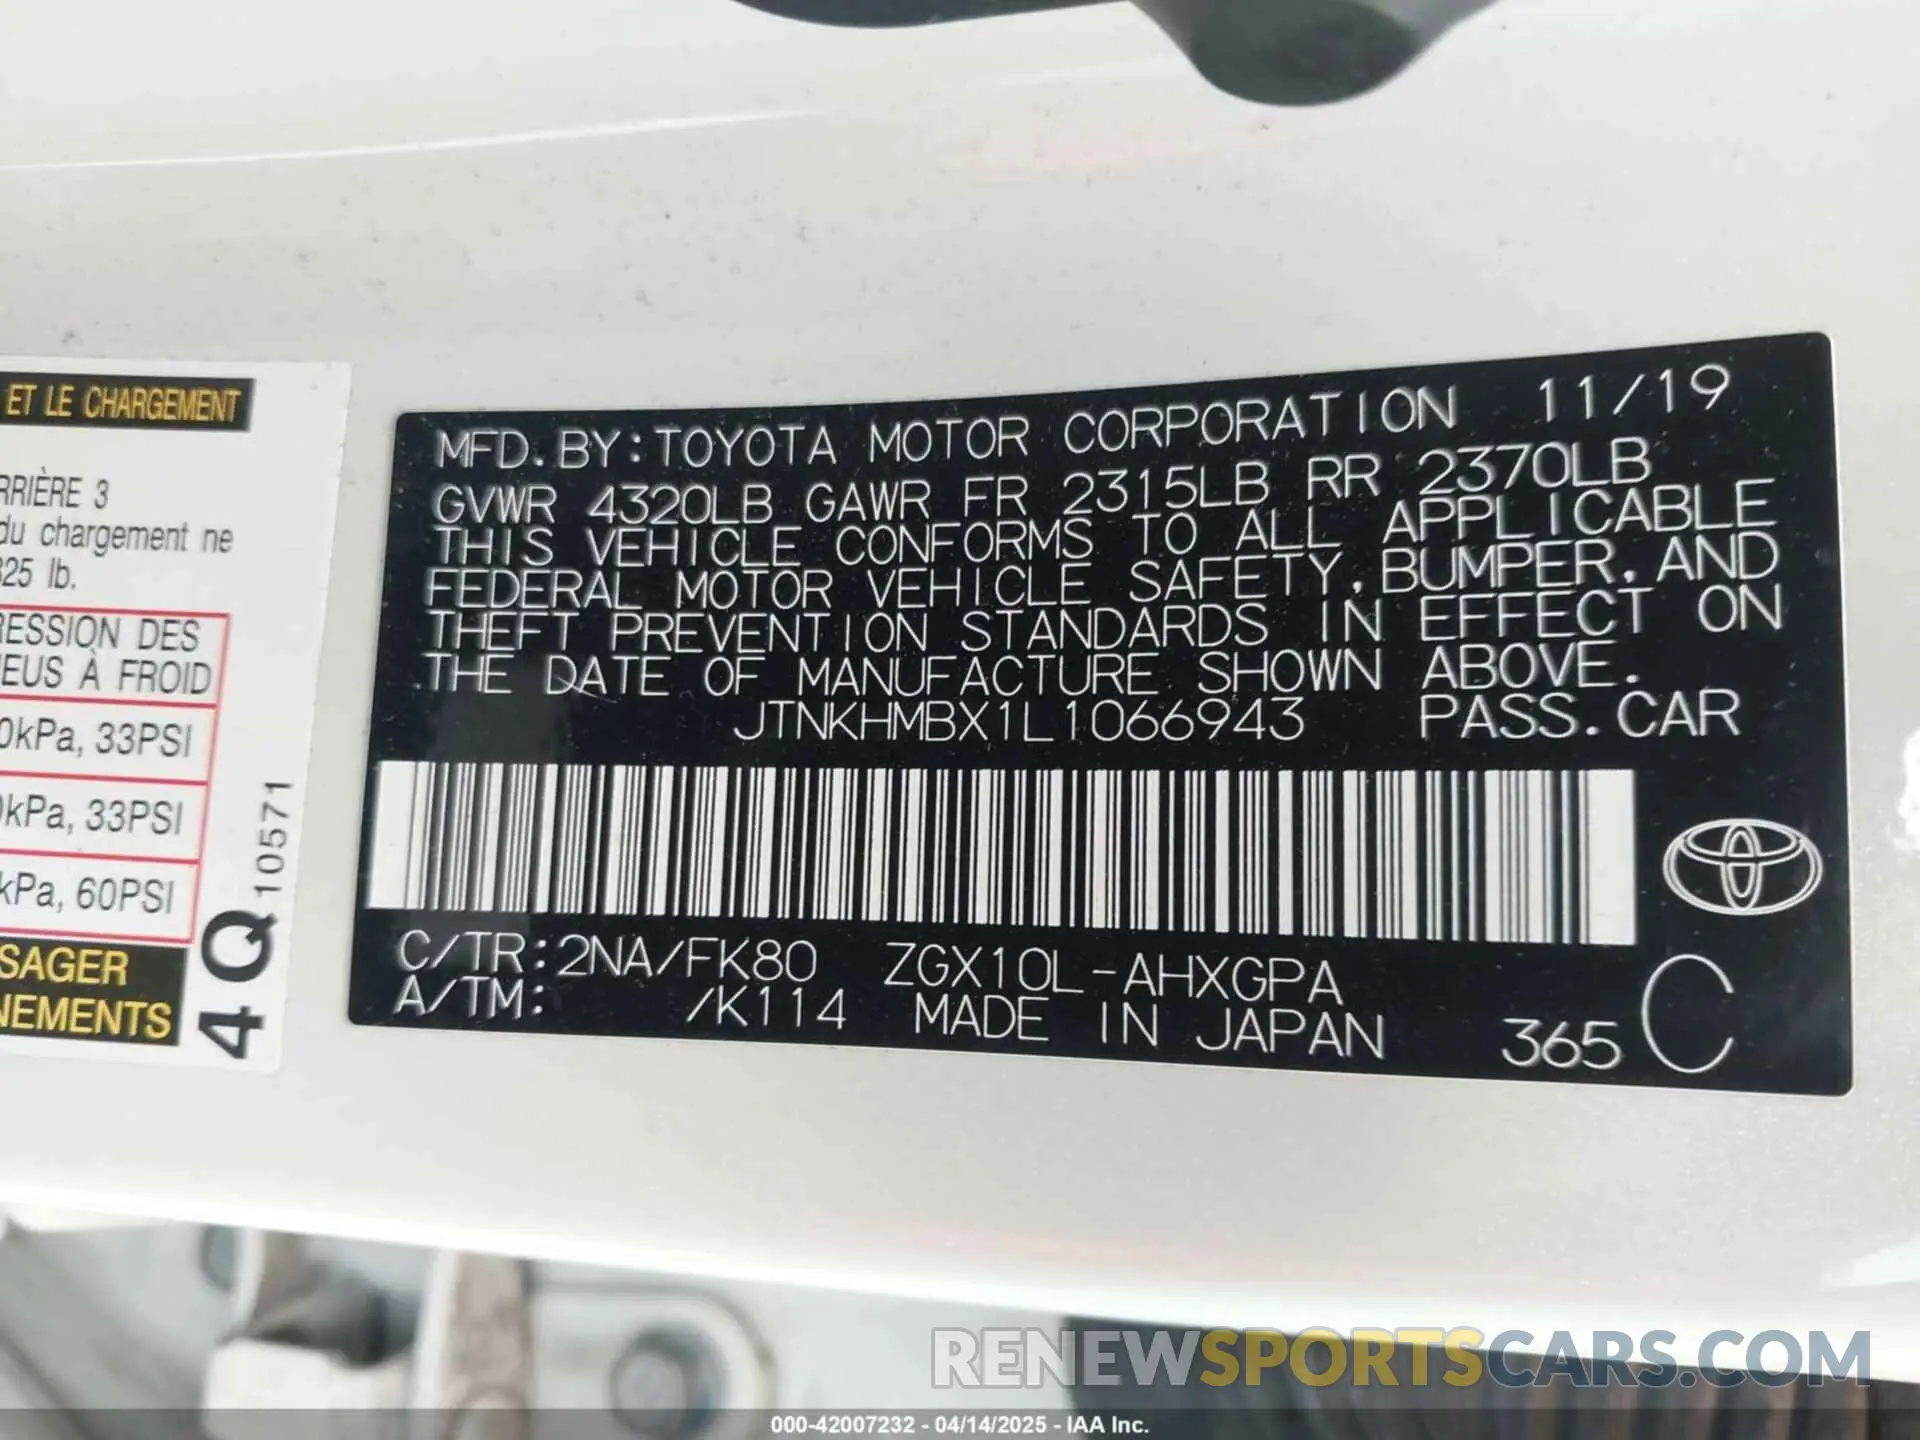 ET LE CHARGEMENT
RRIÈRE 3
du chargement ne
325 lb.
RESSION DES
NEUS À FROID
0kPa, 33PSI
0kPa, 33PSI
kPa, 60PSI
SAGER
NEMENTS
4Q 10571
MFD. BY: TOYOTA MOTOR CORPORATION 11/19
GVWR 4320LB GAWR FR 2315LB RR 2370LB
THIS VEHICLE CONFORMS TO ALL APPLICABLE
FEDERAL MOTOR VEHICLE SAFETY, BUMPER, AND
THEFT PREVENTION STANDARDS IN EFFECT ON
THE DATE OF MANUFACTURE SHOWN ABOVE.
JTNKHMBX1L1066943 PASS. CAR
C/TR: 2NA/FK80 ZGX10L-AHXGPA
A/TM: /K114 MADE IN JAPAN 365 C
RENEWSPORTSCARS.COM
000-42007232 - 04/14/2025 - IAA Inc.